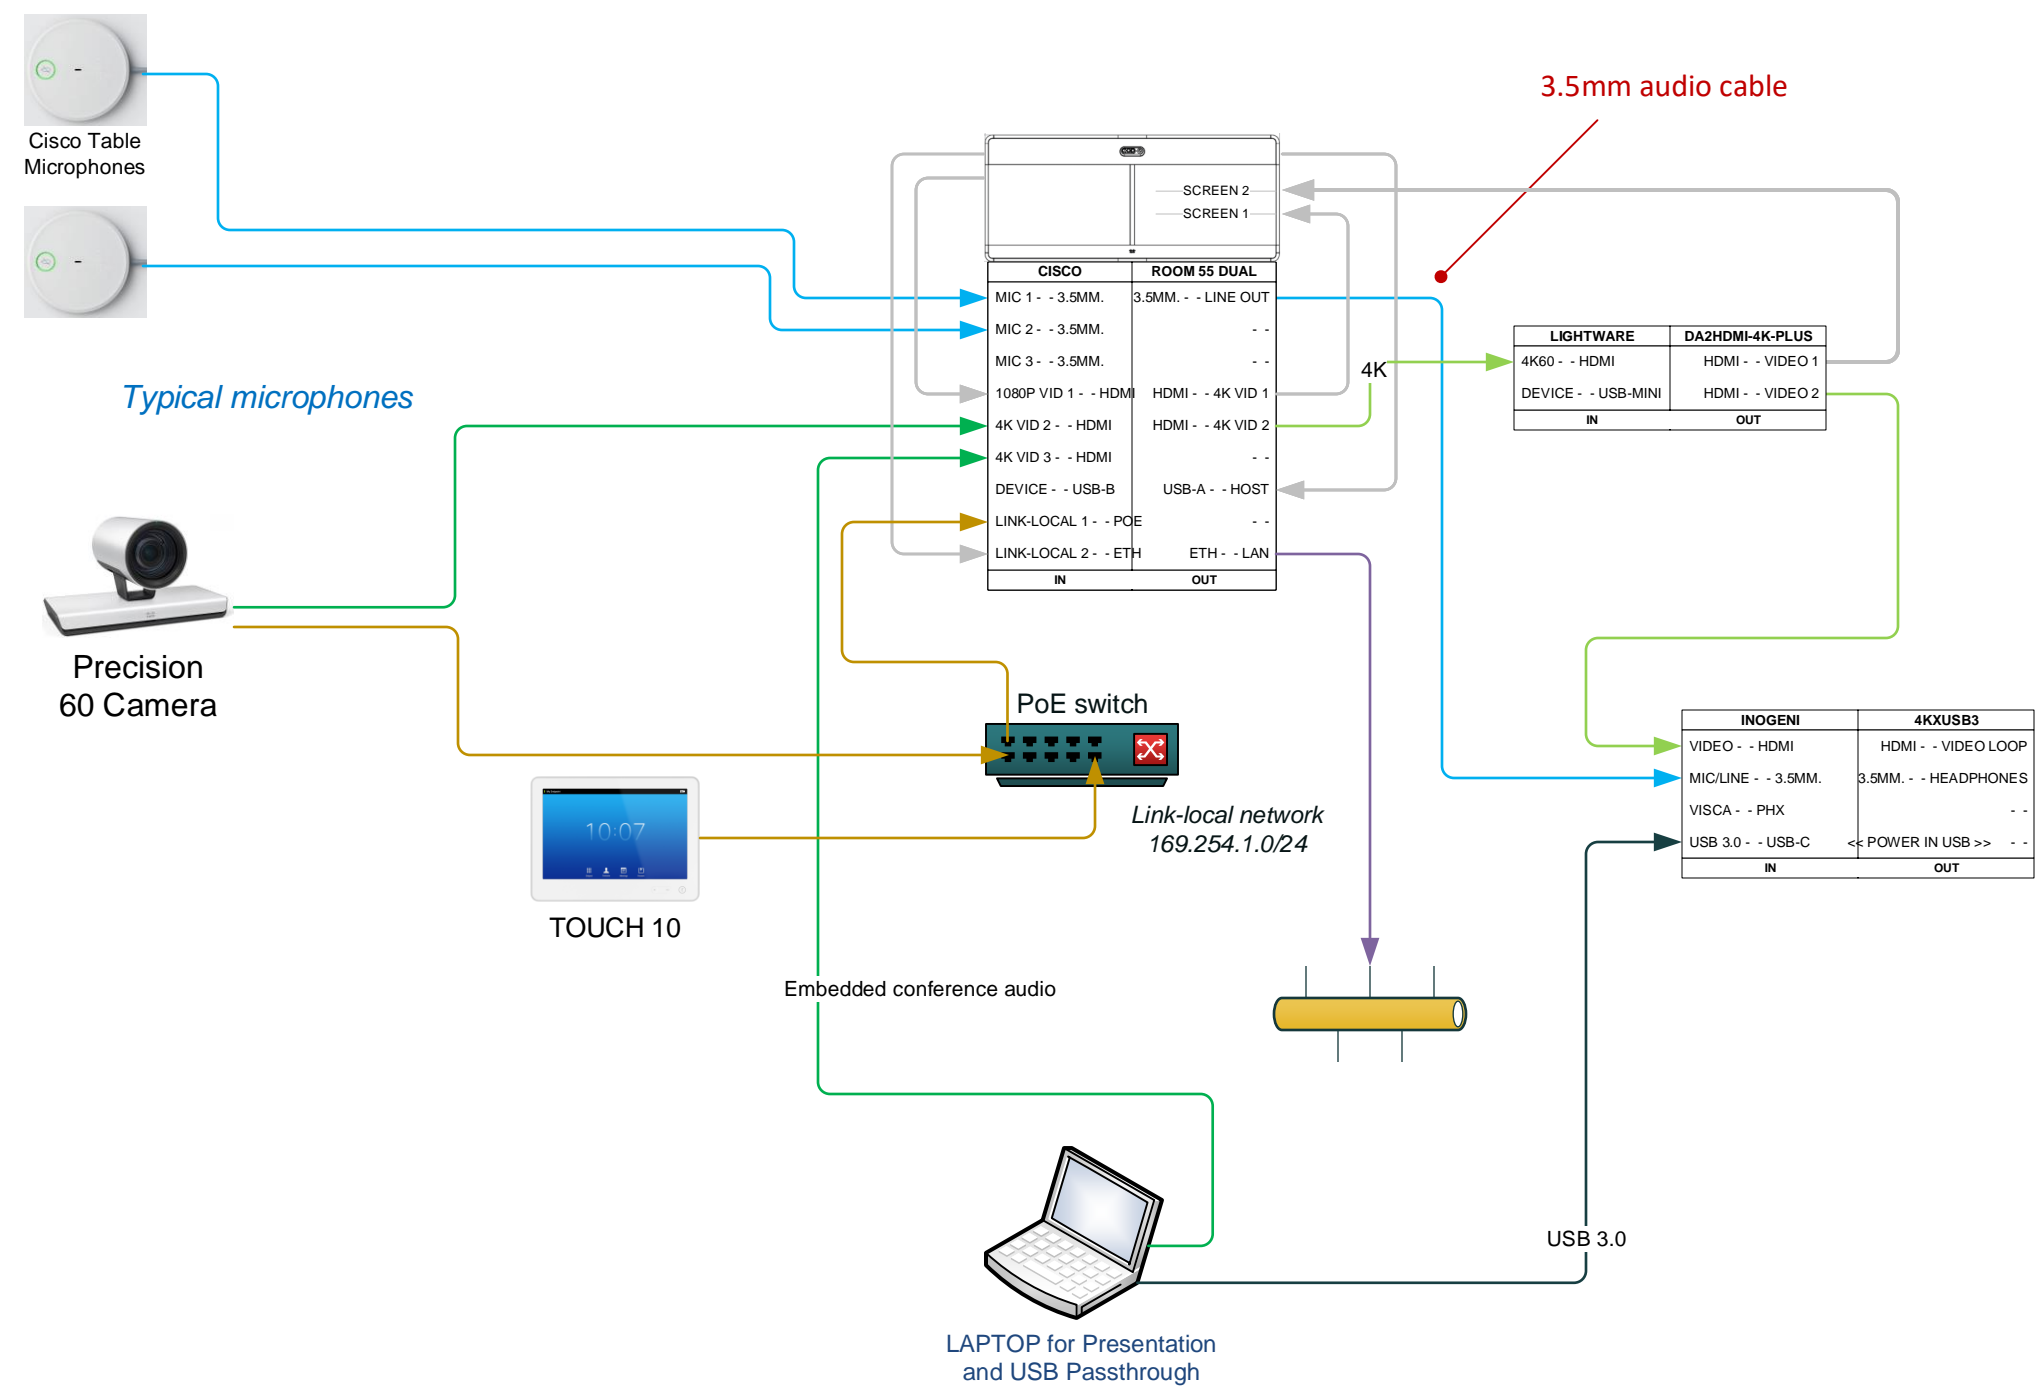 3.5mm audio cable
Cisco Table
Microphones
SCREEN 2
SCREEN 1
CISCO ROOM 55 DUAL
MIC 1 - - 3.5MM. 3.5MM. - - LINE OUT
MIC 2 - - 3.5MM. - -
MIC 3 - - 3.5MM. - -
1080P VID 1 - - HDMI HDMI - - 4K VID 1
4K VID 2 - - HDMI HDMI - - 4K VID 2
4K VID 3 - - HDMI - -
DEVICE - - USB-B USB-A - - HOST
LINK-LOCAL 1 - - POE - -
LINK-LOCAL 2 - - ETH ETH - - LAN
IN OUT
4K
LIGHTWARE DA2HDMI-4K-PLUS
4K60 - - HDMI HDMI - - VIDEO 1
DEVICE - - USB-MINI HDMI - - VIDEO 2
IN OUT
Typical microphones
Precision
60 Camera
PoE switch
Link-local network
169.254.1.0/24
10:07
TOUCH 10
INOGENI 4KXUSB3
VIDEO - - HDMI HDMI - - VIDEO LOOP
MIC/LINE - - 3.5MM. 3.5MM. - - HEADPHONES
VISCA - - PHX - -
USB 3.0 - - USB-C << POWER IN USB >> - -
IN OUT
Embedded conference audio
USB 3.0
LAPTOP for Presentation
and USB Passthrough